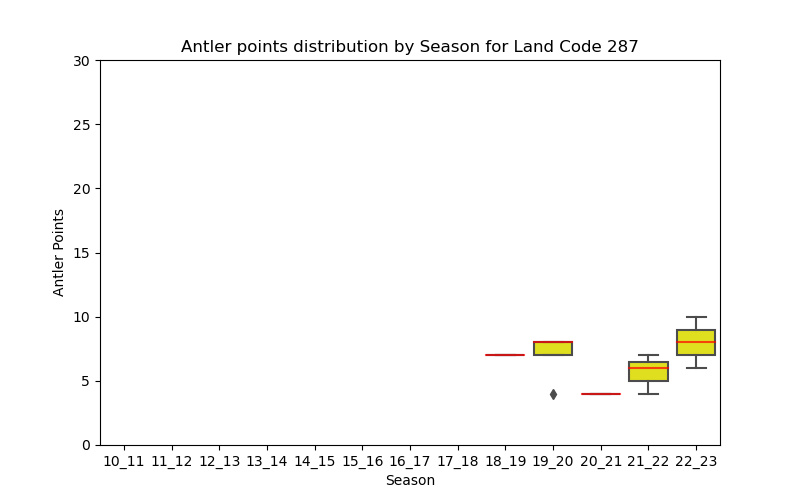 Antler points distribution by Season for Land Code 287
30
25
20
15
10
5
0
Antler Points
10_11 11_12 12_13 13_14 14_15 15_16 16_17 17_18 18_19 19_20 20_21 21_22 22_23
Season